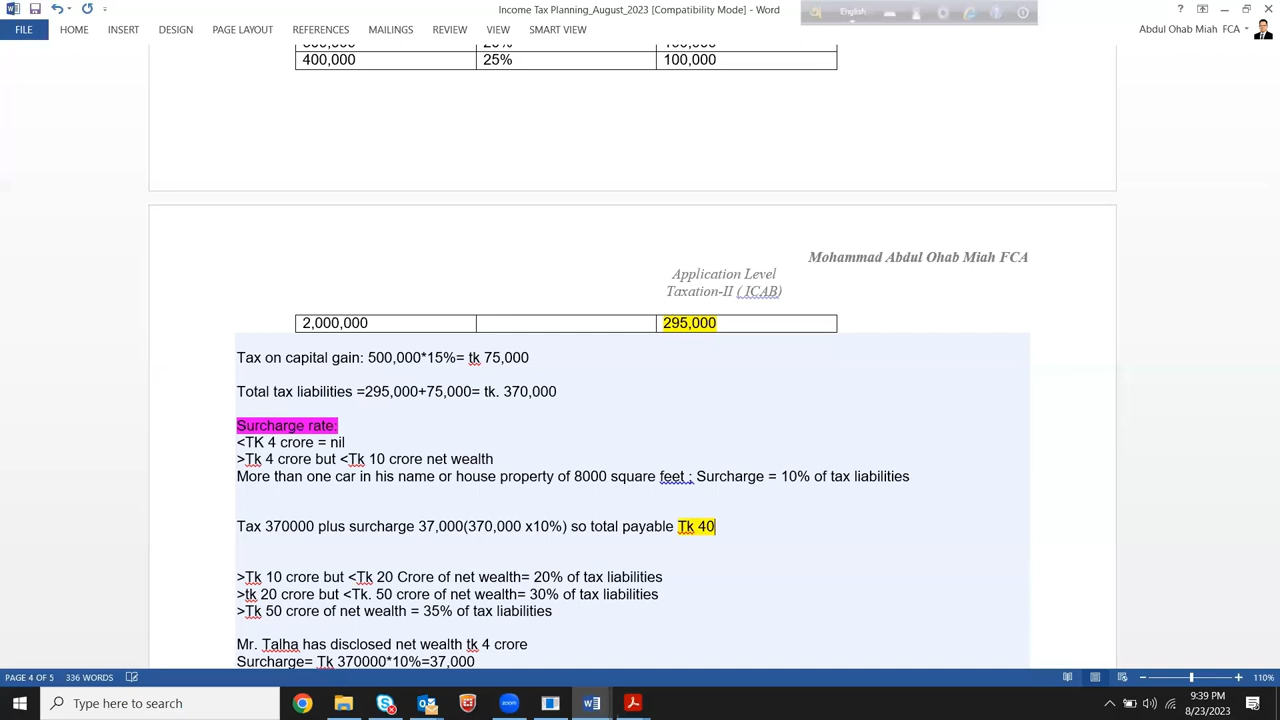 Income Tax Planning_August_2023 [Compatibility Mode] - Word
English
FILE HOME INSERT DESIGN PAGE LAYOUT REFERENCES MAILINGS REVIEW VIEW SMART VIEW
Abdul Ohab Miah FCA
400,000 25% 100,000
Mohammad Abdul Ohab Miah FCA
Application Level
Taxation-II ( ICAB)
2,000,000 295,000
Tax on capital gain: 500,000*15%= tk 75,000
Total tax liabilities =295,000+75,000= tk. 370,000
Surcharge rate:
<TK 4 crore = nil
>Tk 4 crore but <Tk 10 crore net wealth
More than one car in his name or house property of 8000 square feet ; Surcharge = 10% of tax liabilities
Tax 370000 plus surcharge 37,000(370,000 x10%) so total payable Tk 40
>Tk 10 crore but <Tk 20 Crore of net wealth= 20% of tax liabilities
>tk 20 crore but <Tk. 50 crore of net wealth= 30% of tax liabilities
>Tk 50 crore of net wealth = 35% of tax liabilities
Mr. Talha has disclosed net wealth tk 4 crore
Surcharge= Tk 370000*10%=37,000
PAGE 4 OF 5 336 WORDS
110%
Type here to search
9:39 PM
8/23/2023